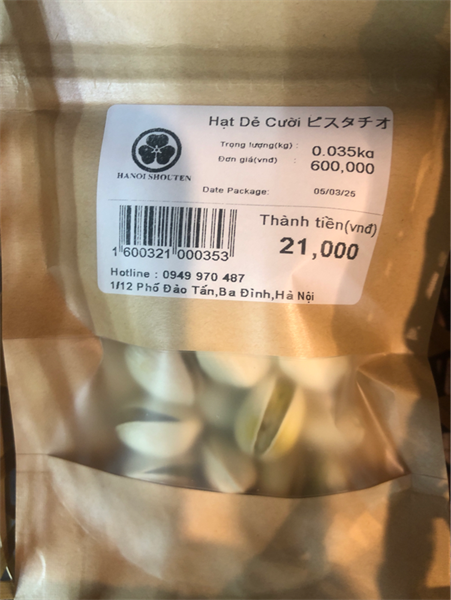 Hạt Dẻ Cười ピスタチオ
HANOI SHOUTEN
Trọng lượng(kg) : 0.035kg
Đơn giá(vnđ) : 600,000
Date Package: 05/03/25
Thành tiền(vnđ)
21,000
1 600321 000353
Hotline : 0949 970 487
1/12 Phố Đào Tấn,Ba Đình,Hà Nội